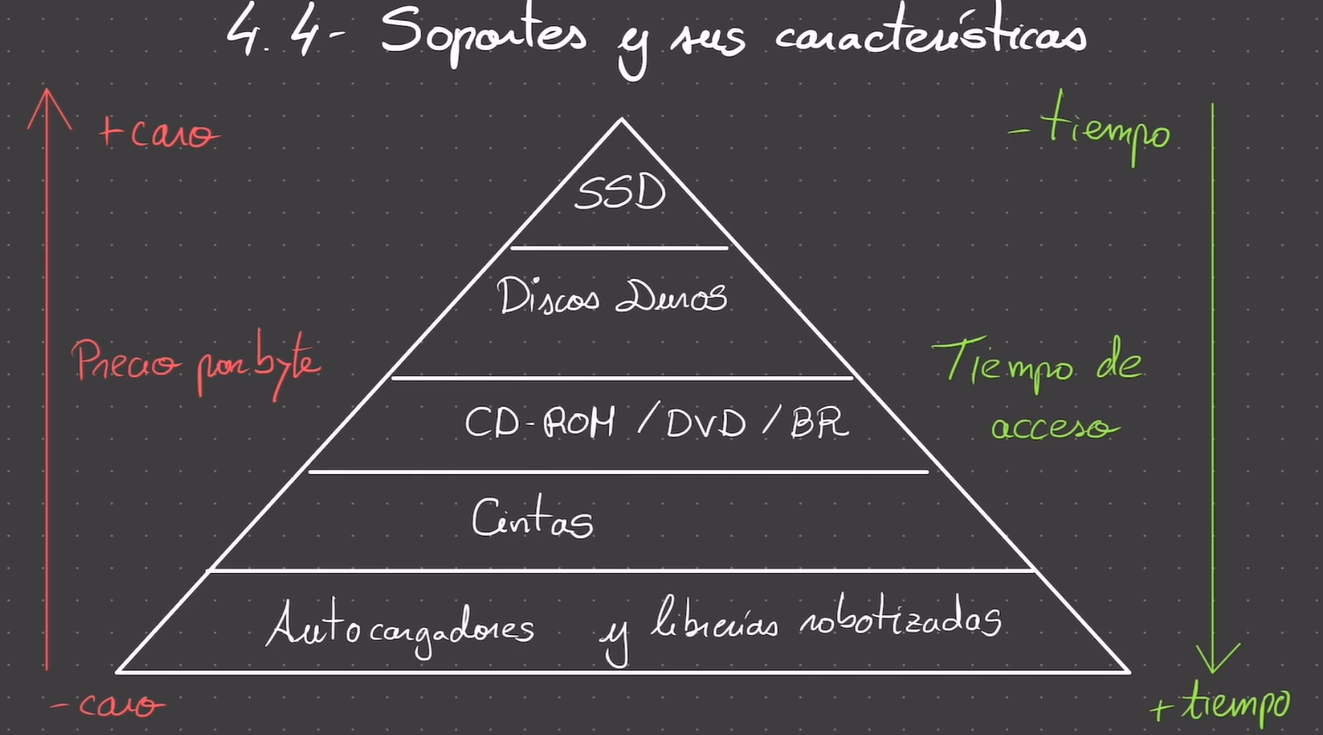 4.4- Soportes y sus características
+ caro
- tiempo
SSD
Discos Duros
Precio por byte
Tiempo de
acceso
CD-ROM / DVD / BR
Cintas
Autocargadores y librerías robotizadas
- caro
+ tiempo